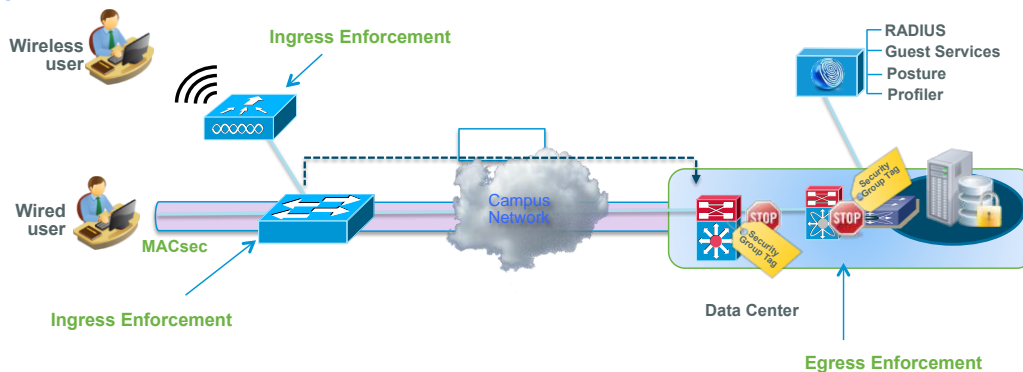 Wireless
user
Ingress Enforcement
RADIUS
Guest Services
Posture
Profiler
Security
Group Tag
Wired
user
MACsec
Campus
Network
STOP
STOP
Security
Group Tag
Ingress Enforcement
Data Center
Egress Enforcement